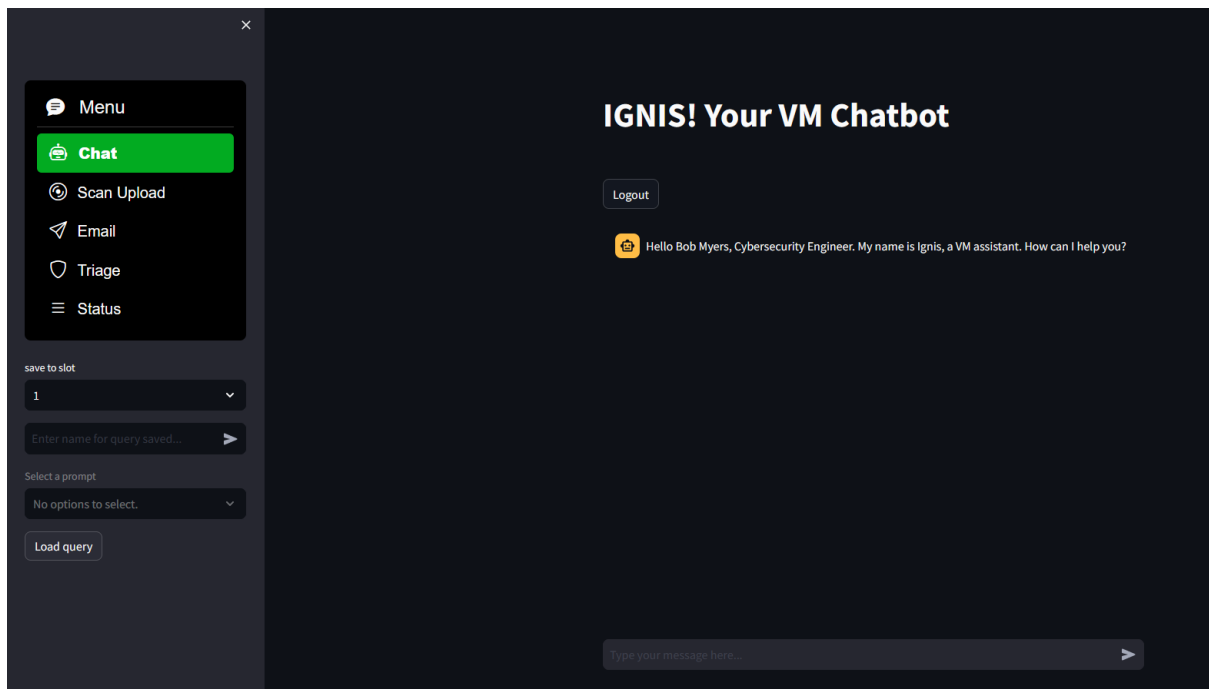 Menu
Chat
Scan Upload
Email
Triage
Status
save to slot
1
Enter name for query saved...
Select a prompt
No options to select.
Load query
IGNIS! Your VM Chatbot
Logout
Hello Bob Myers, Cybersecurity Engineer. My name is Ignis, a VM assistant. How can I help you?
Type your message here...